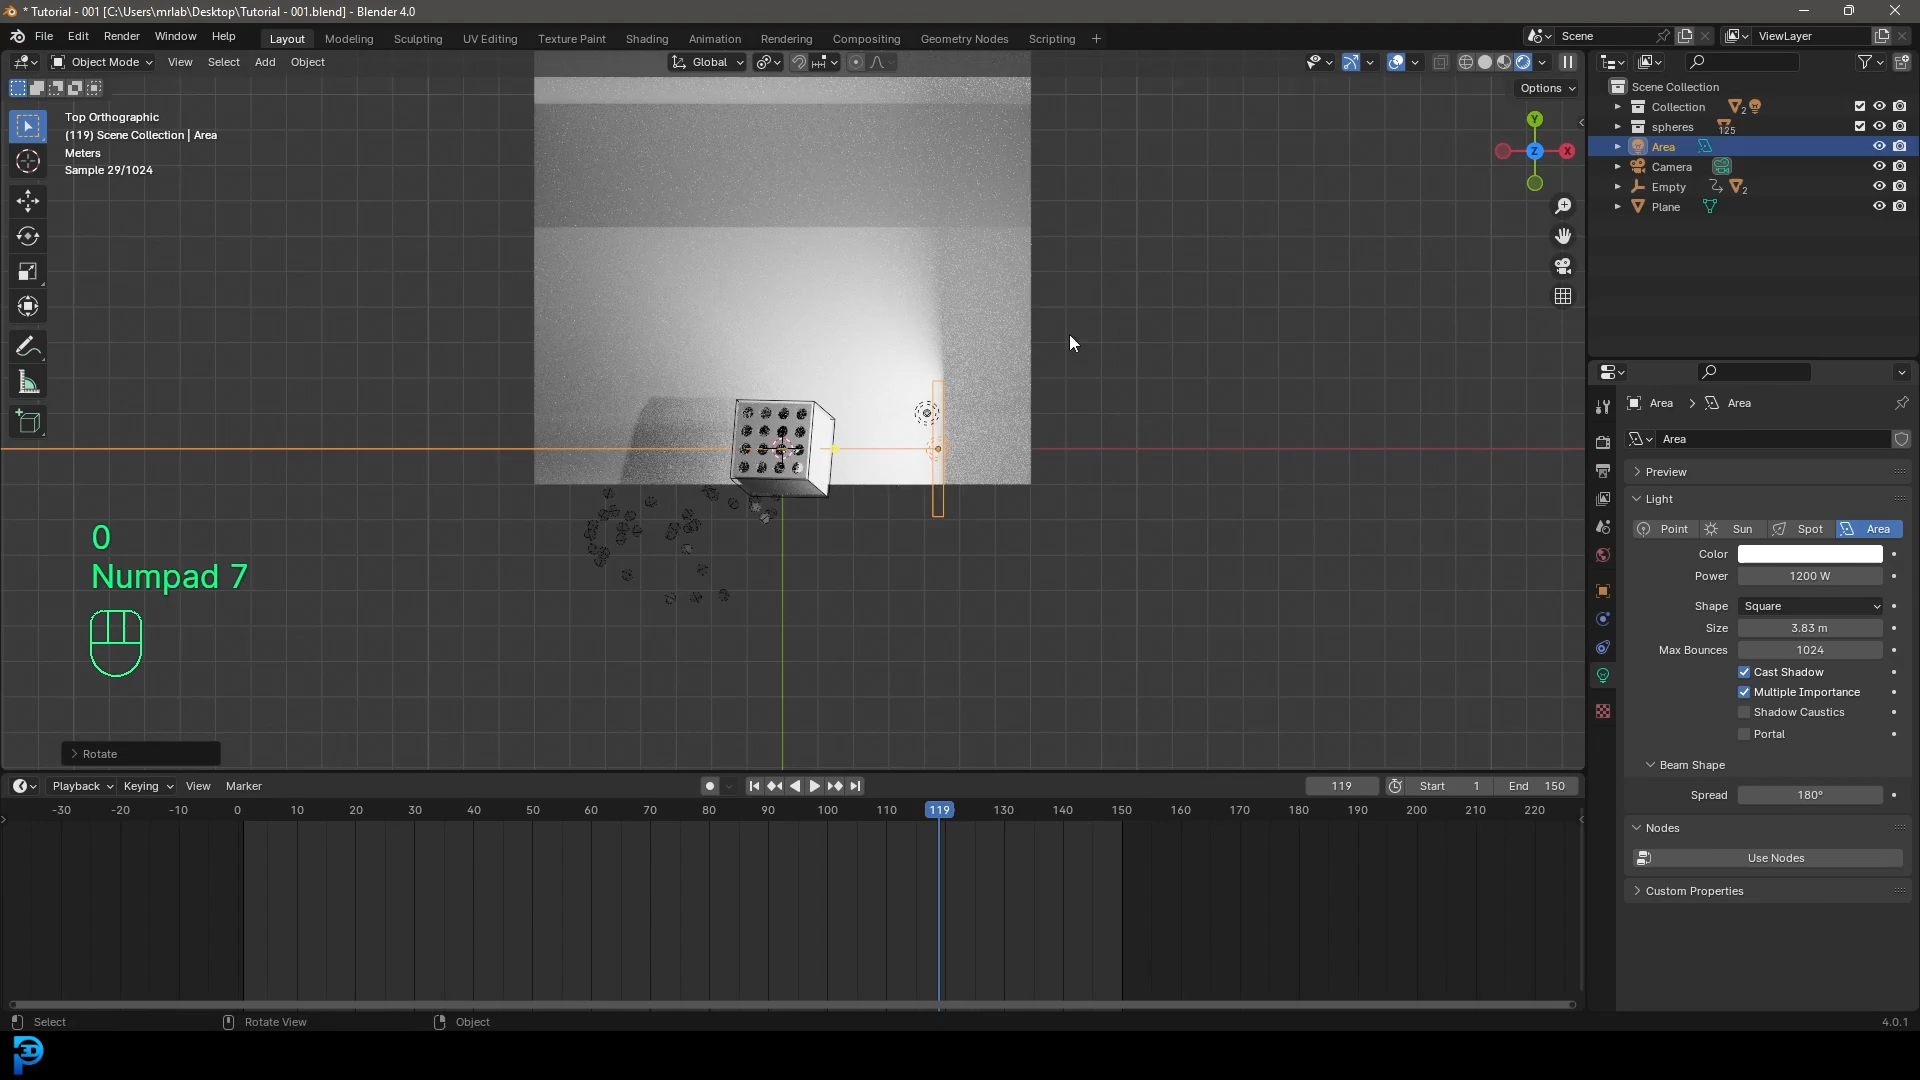 * Tutorial - 001 [C:\Users\mrlab\Desktop\Tutorial - 001.blend] - Blender 4.0
File Edit Render Window Help
Layout Modeling Sculpting UV Editing Texture Paint Shading Animation Rendering Compositing Geometry Nodes Scripting +
Scene ViewLayer
Object Mode View Select Add Object
Global
Options
Top Orthographic
(119) Scene Collection | Area
Meters
Sample 29/1024
Y
Z
X
Scene Collection
Collection 2
spheres 125
Area
Camera
Empty 2
Plane
Area > Area
Area
Preview
Light
Point Sun Spot Area
Color
Power 1200 W
Shape Square
Size 3.83 m
Max Bounces 1024
Cast Shadow
Multiple Importance
Shadow Caustics
Portal
Beam Shape
Spread 180°
Nodes
Use Nodes
Custom Properties
0
Numpad 7
Rotate
Playback Keying View Marker
119 Start 1 End 150
-30 -20 -10 0 10 20 30 40 50 60 70 80 90 100 110 119 130 140 150 160 170 180 190 200 210 220
Select Rotate View Object
4.0.1
3D